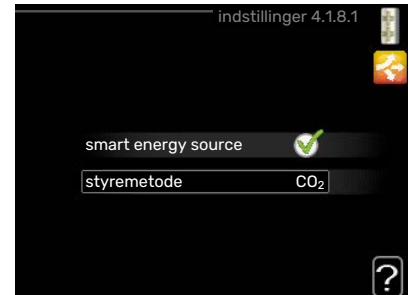 indstillinger 4.1.8.1
smart energy source
styremetode CO₂
?